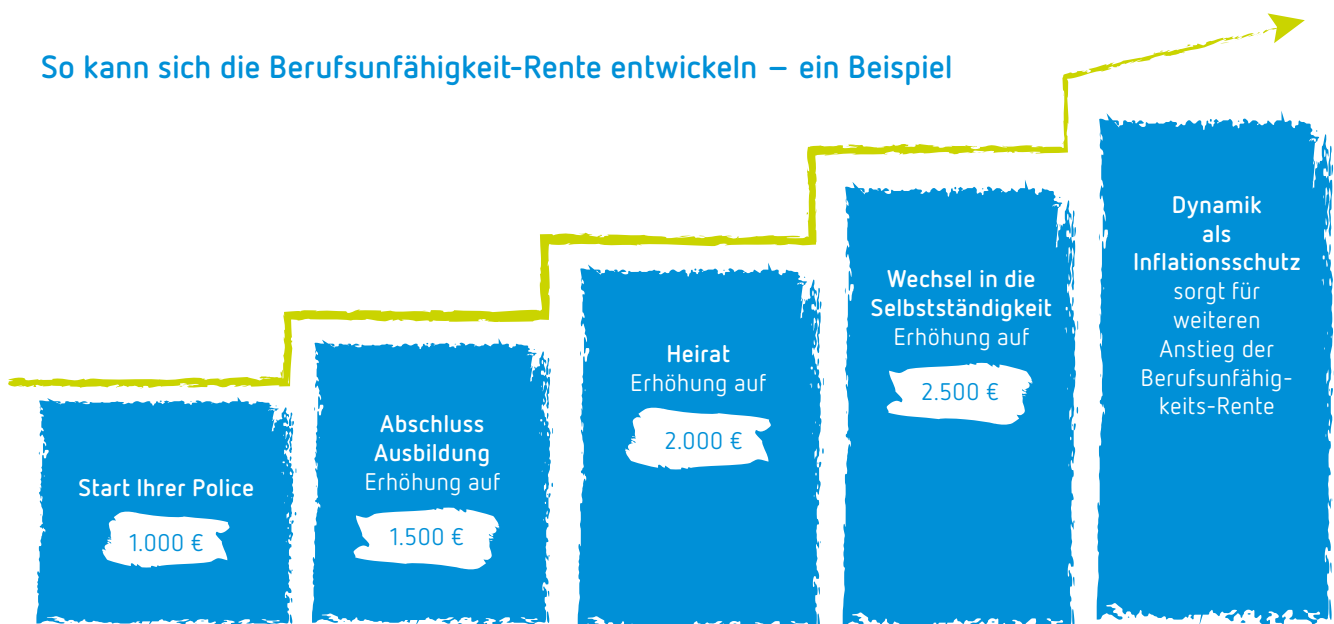 So kann sich die Berufsunfähigkeit-Rente entwickeln – ein Beispiel
Start Ihrer Police
1.000 €
Abschluss
Ausbildung
Erhöhung auf
1.500 €
Heirat
Erhöhung auf
2.000 €
Wechsel in die
Selbstständigkeit
Erhöhung auf
2.500 €
Dynamik
als
Inflationsschutz
sorgt für
weiteren
Anstieg der
Berufsunfähig-
keits-Rente